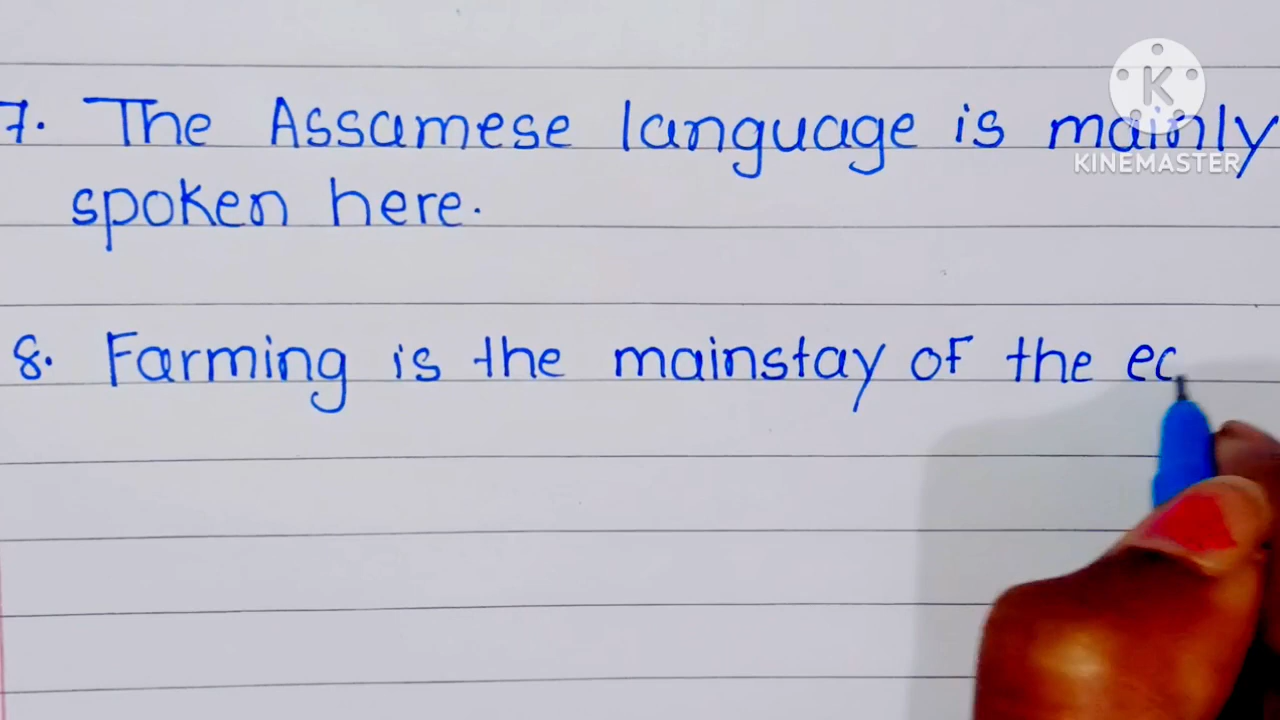 7. The Assamese language is mainly
spoken here.
8. Farming is the mainstay of the ec
K
KINEMASTER